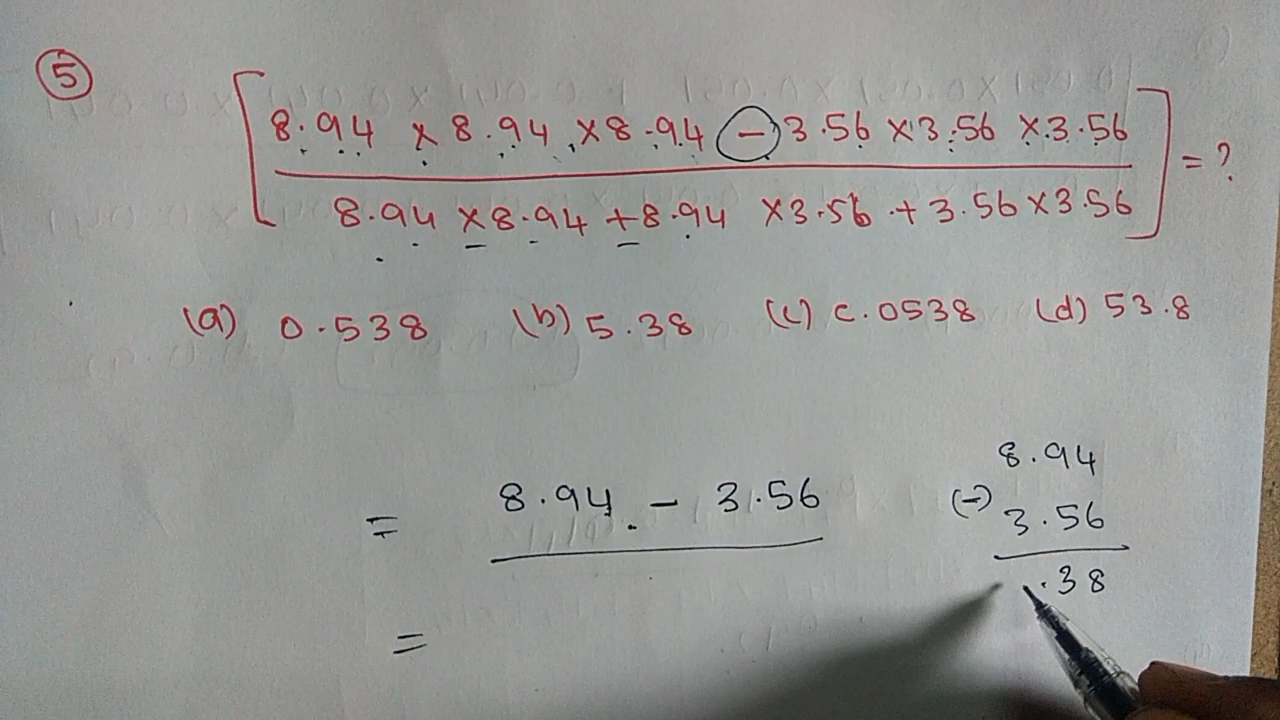 5
8.94 × 8.94 × 8.94 - 3.56 × 3.56 × 3.56
= ?
8.94 × 8.94 + 8.94 × 3.56 + 3.56 × 3.56
(a) 0.538 (b) 5.38 (c) c.0538 (d) 53.8
8.94
= 8.94 - 3.56 (-) 3.56
.38
=